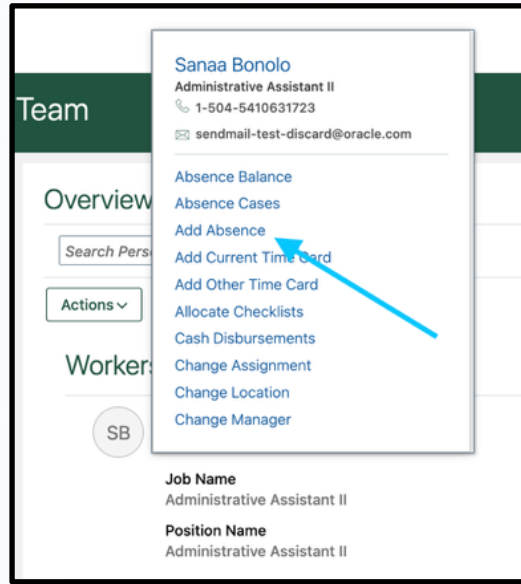 Team
Overview
Search Pers
Actions
Workers
SB
Sanaa Bonolo
Administrative Assistant II
1-504-5410631723
sendmail-test-discard@oracle.com
Absence Balance
Absence Cases
Add Absence
Add Current Time Card
Add Other Time Card
Allocate Checklists
Cash Disbursements
Change Assignment
Change Location
Change Manager
Job Name
Administrative Assistant II
Position Name
Administrative Assistant II